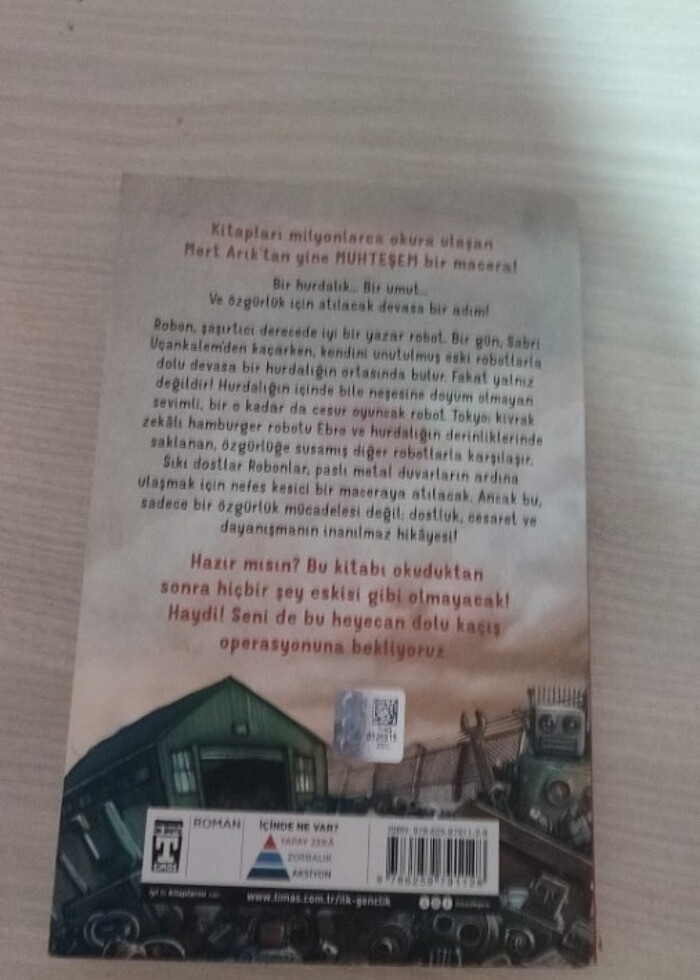 Kitapları milyonlarca okura ulaşan
Mert Arık'tan yine MUHTEŞEM bir macera!
Bir hurdalık... Bir umut...
Ve özgürlük için atılacak devasa bir adım!
Robon, şaşırtıcı derecede iyi bir yazar robot. Bir gün, Sabri
Uçankalem'den kaçarken, kendini unutulmuş eski robotlarla
dolu devasa bir hurdalığın ortasında bulur. Fakat yalnız
değildir! Hurdalığın içinde bile neşesine doyum olmayan
sevimli, bir o kadar da cesur oyuncak robot Tokyo; kıvrak
zekâlı hamburger robotu Ebro ve hurdalığın derinliklerinde
saklanan, özgürlüğe susamış diğer robotlarla karşılaşır.
Sıkı dostlar Robonlar, paslı metal duvarların ardına
ulaşmak için nefes kesici bir maceraya atılacak. Ancak bu,
sadece bir özgürlük mücadelesi değil; dostluk, cesaret ve
dayanışmanın inanılmaz hikâyesi!
Hazır mısın? Bu kitabı okuduktan
sonra hiçbir şey eskisi gibi olmayacak!
Haydi! Seni de bu heyecan dolu kaçış
operasyonuna bekliyoruz
TIMAŞ
ROMAN
İÇİNDE NE VAR?
YAPAY ZEKÂ
ZORBALIK
AKSİYON
ISBN:
www.timas.com.tr/ilk-genclik